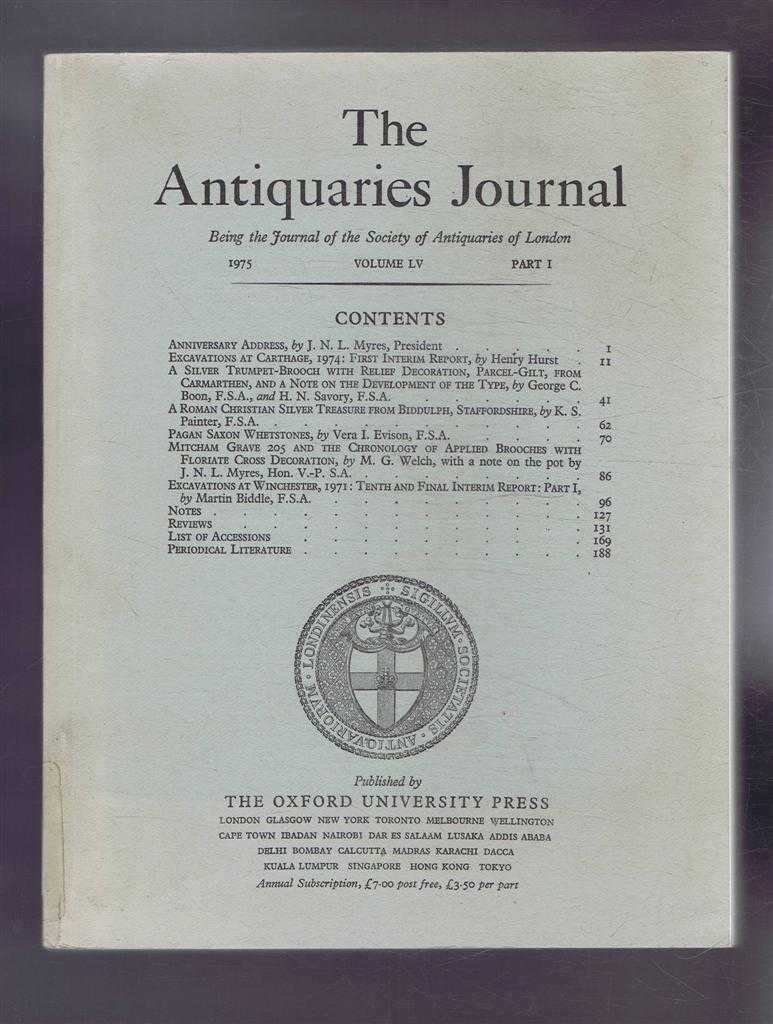 The
Antiquaries Journal
Being the Journal of the Society of Antiquaries of London
1975 VOLUME LV PART I
CONTENTS
ANNIVERSARY ADDRESS, by J. N. L. Myres, President . . . . . 1
EXCAVATIONS AT CARTHAGE, 1974: FIRST INTERIM REPORT, by Henry Hurst . 11
A SILVER TRUMPET-BROOCH WITH RELIEF DECORATION, PARCEL-GILT, FROM
CARMARTHEN, AND A NOTE ON THE DEVELOPMENT OF THE TYPE, by George C.
Boon, F.S.A., and H. N. Savory, F.S.A. . . . . . . 41
A ROMAN CHRISTIAN SILVER TREASURE FROM BIDDULPH, STAFFORDSHIRE, by K. S.
Painter, F.S.A. . . . . . . . . . . . 62
PAGAN SAXON WHETSTONES, by Vera I. Evison, F.S.A. . . . . . 70
MITCHAM GRAVE 205 AND THE CHRONOLOGY OF APPLIED BROOCHES WITH
FLORIATE CROSS DECORATION, by M. G. Welch, with a note on the pot by
J. N. L. Myres, Hon. V.-P. S.A. . . . . . . . . 86
EXCAVATIONS AT WINCHESTER, 1971: TENTH AND FINAL INTERIM REPORT: PART I,
by Martin Biddle, F.S.A. . . . . . . . . . 96
NOTES . . . . . . . . . . . . . 127
REVIEWS . . . . . . . . . . . . 131
LIST OF ACCESSIONS . . . . . . . . . . 169
PERIODICAL LITERATURE . . . . . . . . . . 188
SIGILLVM · SOCIETATIS · ANTIQVARIORVM · LONDINENSIS
Published by
THE OXFORD UNIVERSITY PRESS
LONDON GLASGOW NEW YORK TORONTO MELBOURNE WELLINGTON
CAPE TOWN IBADAN NAIROBI DAR ES SALAAM LUSAKA ADDIS ABABA
DELHI BOMBAY CALCUTTA MADRAS KARACHI DACCA
KUALA LUMPUR SINGAPORE HONG KONG TOKYO
Annual Subscription, £7·00 post free, £3·50 per part